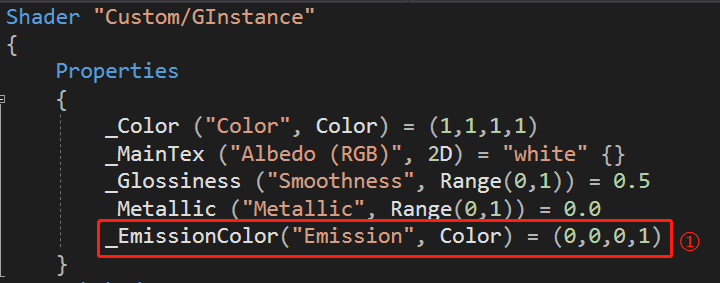 Shader "Custom/GInstance"
{
Properties
{
_Color ("Color", Color) = (1,1,1,1)
_MainTex ("Albedo (RGB)", 2D) = "white" {}
_Glossiness ("Smoothness", Range(0,1)) = 0.5
_Metallic ("Metallic", Range(0,1)) = 0.0
_EmissionColor("Emission", Color) = (0,0,0,1) ①
}